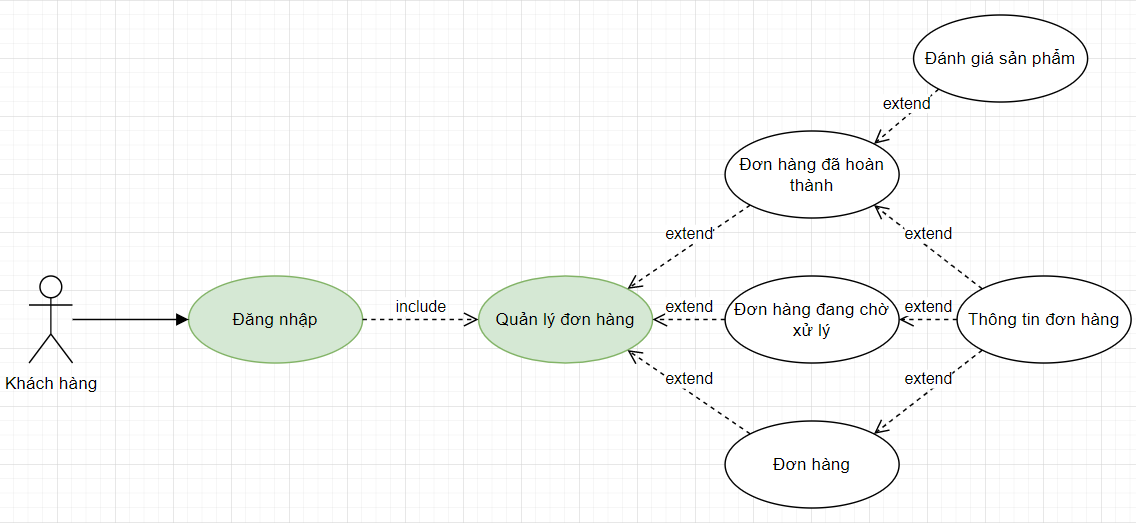 Đánh giá sản phẩm
extend
Đơn hàng đã hoàn
thành
extend
extend
Khách hàng
Đăng nhập
include
Quản lý đơn hàng
extend
Đơn hàng đang chờ
xử lý
extend
Thông tin đơn hàng
extend
extend
Đơn hàng